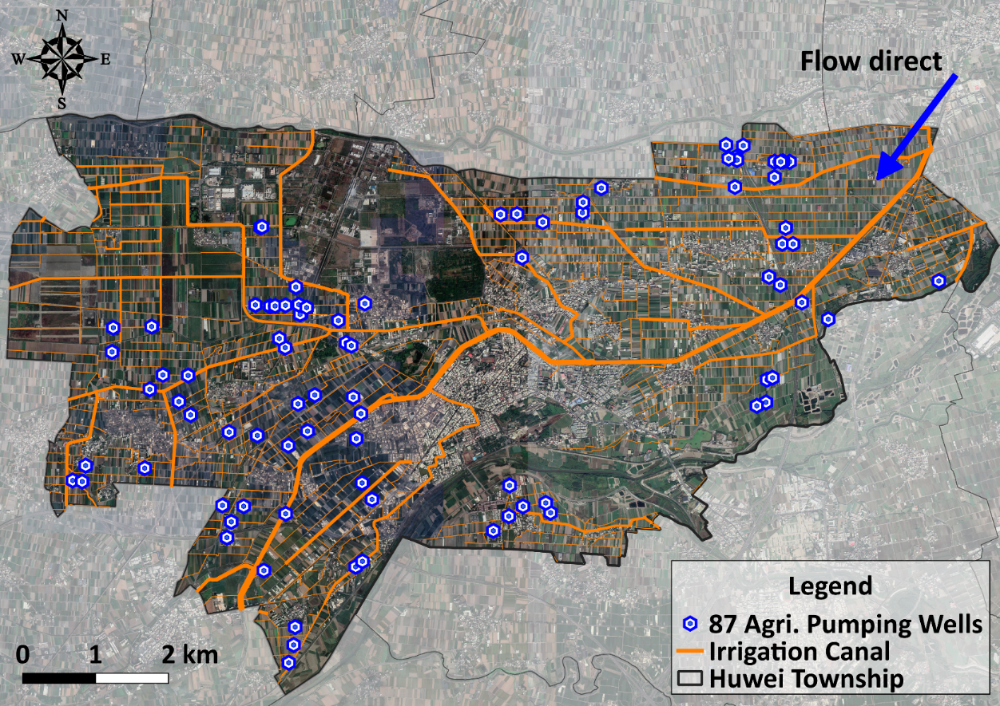 N
W E
S
Flow direct
Legend
87 Agri. Pumping Wells
Irrigation Canal
Huwei Township
0 1 2 km